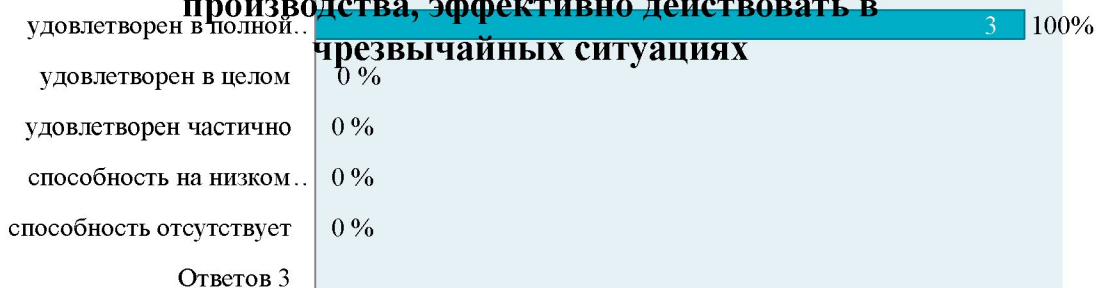 производства, эффективно действовать в
чрезвычайных ситуациях
удовлетворен в полной.. 3 100%
удовлетворен в целом 0 %
удовлетворен частично 0 %
способность на низком.. 0 %
способность отсутствует 0 %
Ответов 3